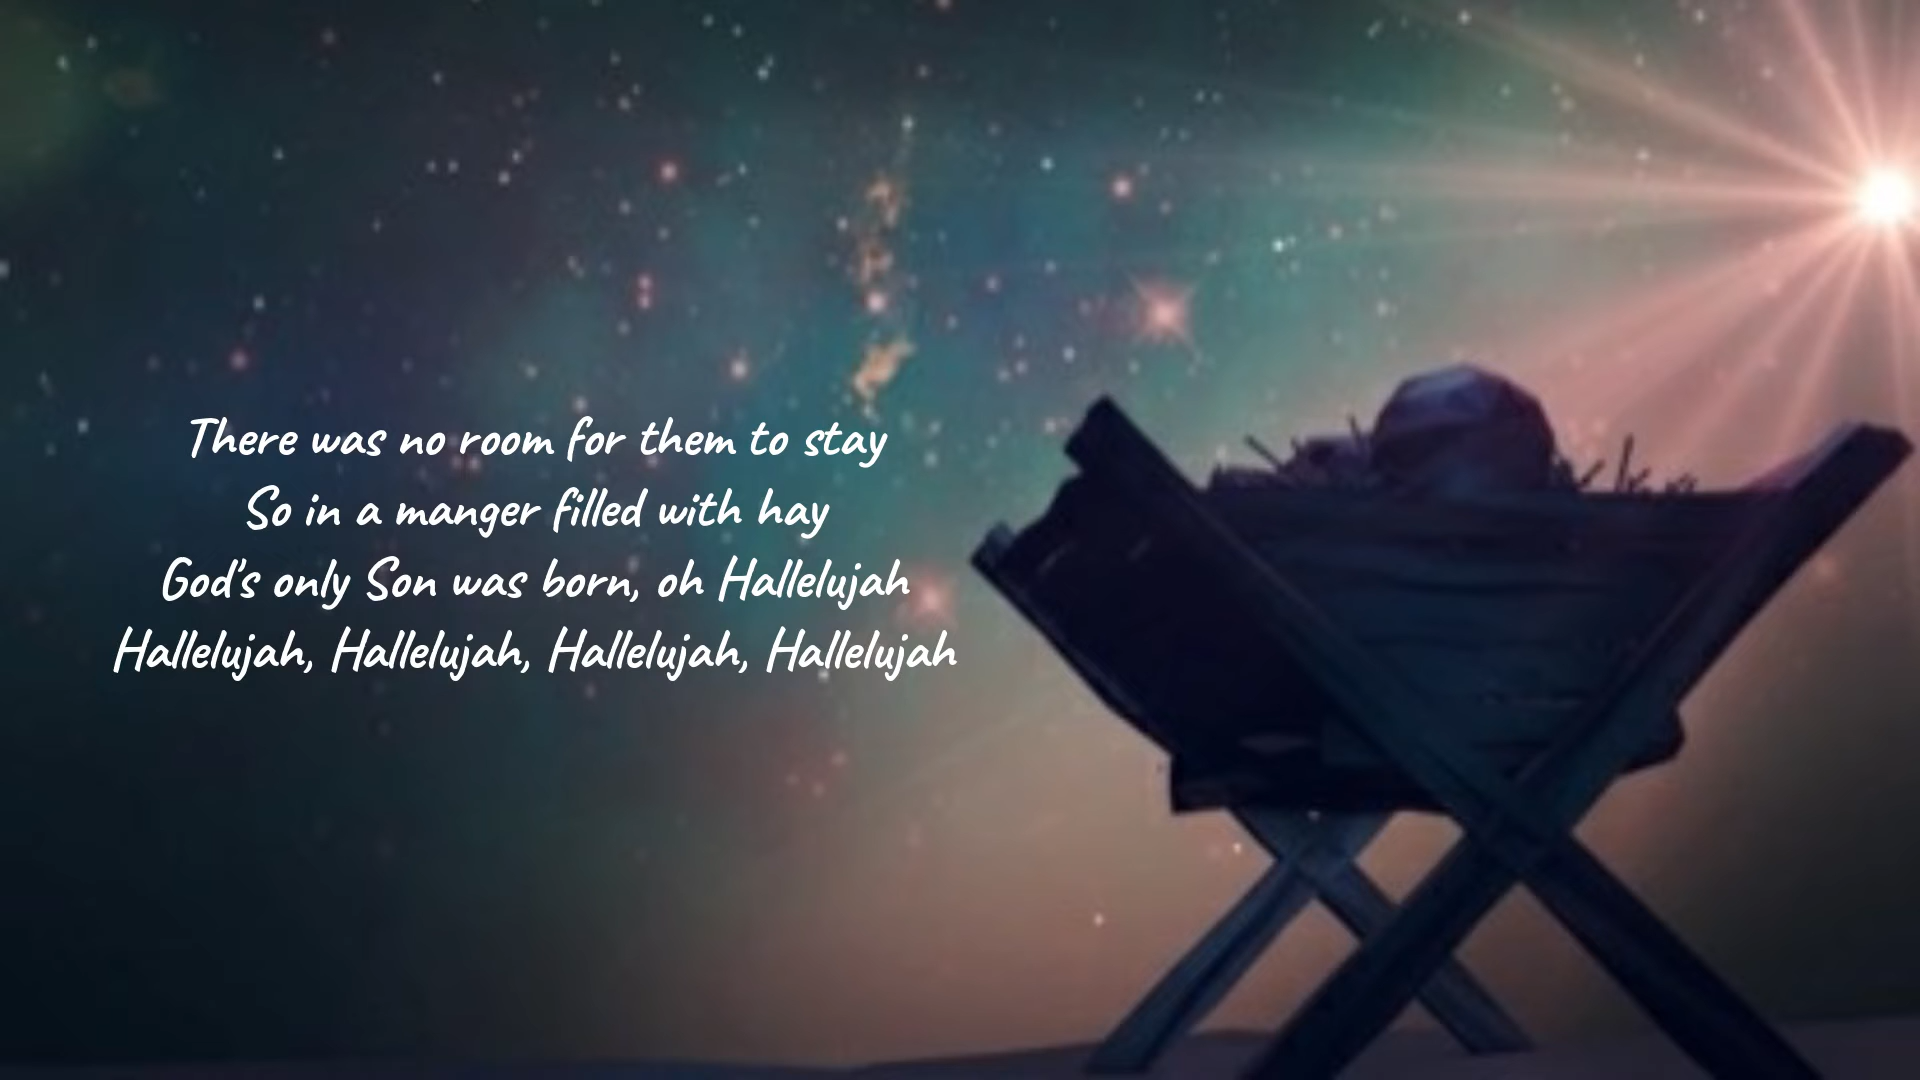 There was no room for them to stay
So in a manger filled with hay
God's only Son was born, oh Hallelujah
Hallelujah, Hallelujah, Hallelujah, Hallelujah